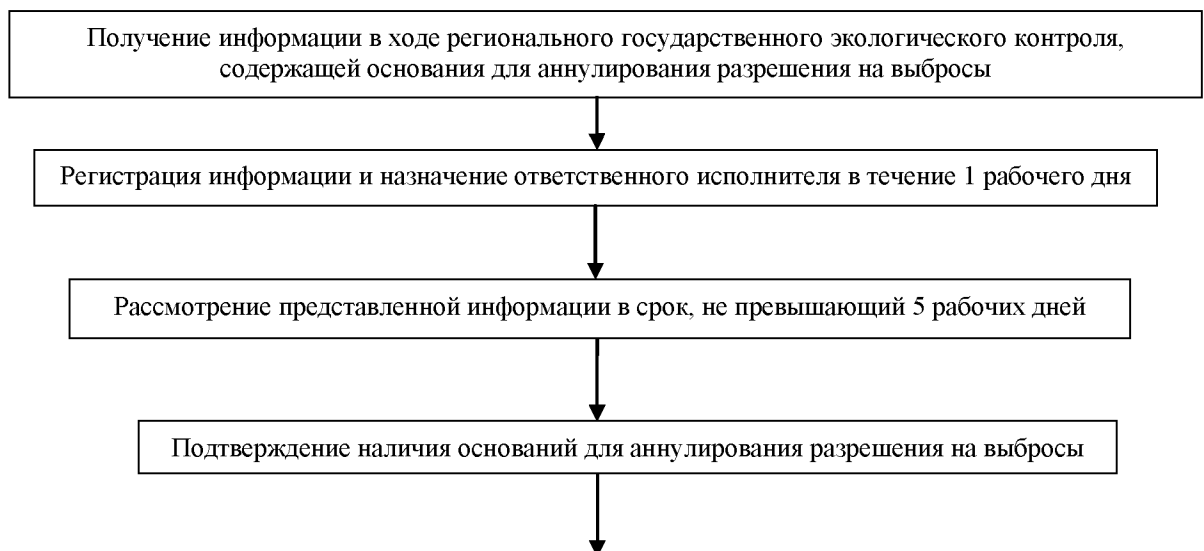 Получение информации в ходе регионального государственного экологического контроля,
содержащей основания для аннулирования разрешения на выбросы
Регистрация информации и назначение ответственного исполнителя в течение 1 рабочего дня
Рассмотрение представленной информации в срок, не превышающий 5 рабочих дней
Подтверждение наличия оснований для аннулирования разрешения на выбросы